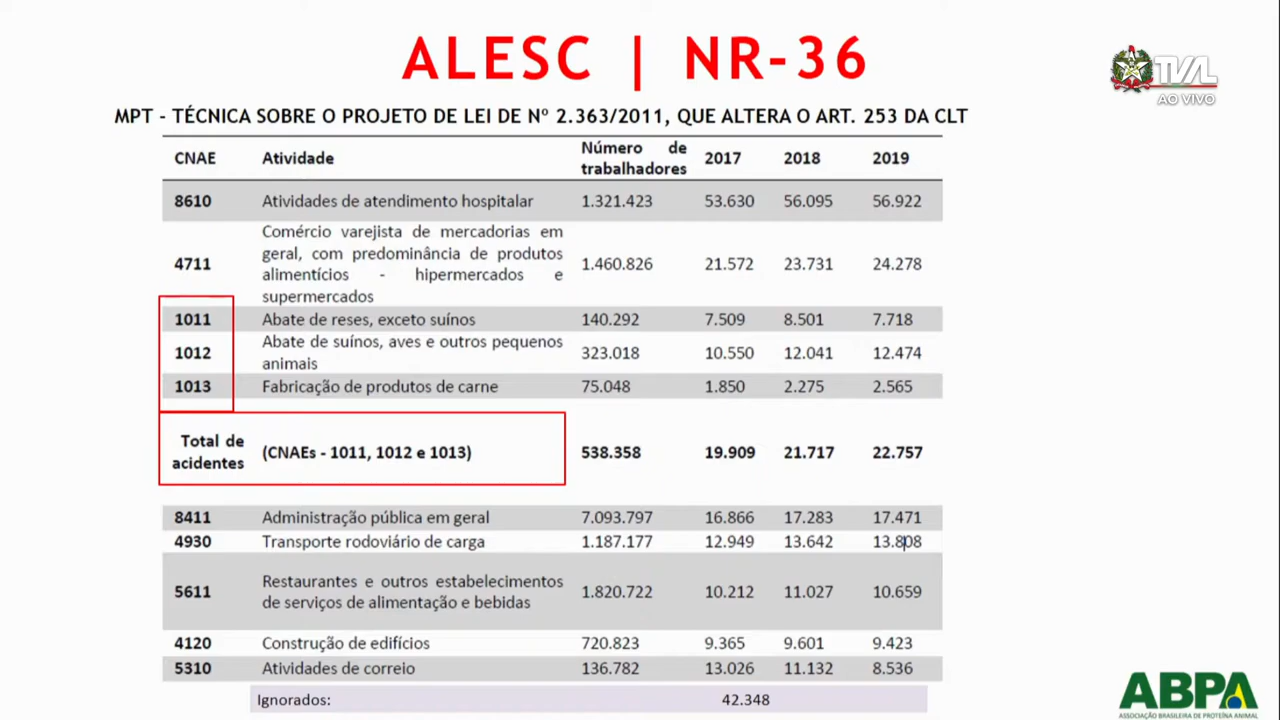 ALESC | NR-36
TVAL
AO VIVO
MPT - TÉCNICA SOBRE O PROJETO DE LEI DE Nº 2.363/2011, QUE ALTERA O ART. 253 DA CLT
CNAE Atividade Número de trabalhadores 2017 2018 2019
8610 Atividades de atendimento hospitalar 1.321.423 53.630 56.095 56.922
Comércio varejista de mercadorias em
geral, com predominância de produtos
4711 alimentícios - hipermercados e 1.460.826 21.572 23.731 24.278
supermercados
1011 Abate de reses, exceto suínos 140.292 7.509 8.501 7.718
1012 Abate de suínos, aves e outros pequenos 323.018 10.550 12.041 12.474
animais
1013 Fabricação de produtos de carne 75.048 1.850 2.275 2.565
Total de
acidentes (CNAEs - 1011, 1012 e 1013) 538.358 19.909 21.717 22.757
8411 Administração pública em geral 7.093.797 16.866 17.283 17.471
4930 Transporte rodoviário de carga 1.187.177 12.949 13.642 13.808
5611 Restaurantes e outros estabelecimentos 1.820.722 10.212 11.027 10.659
de serviços de alimentação e bebidas
4120 Construção de edifícios 720.823 9.365 9.601 9.423
5310 Atividades de correio 136.782 13.026 11.132 8.536
Ignorados: 42.348
ABPA
ASSOCIAÇÃO BRASILEIRA DE PROTEÍNA ANIMAL